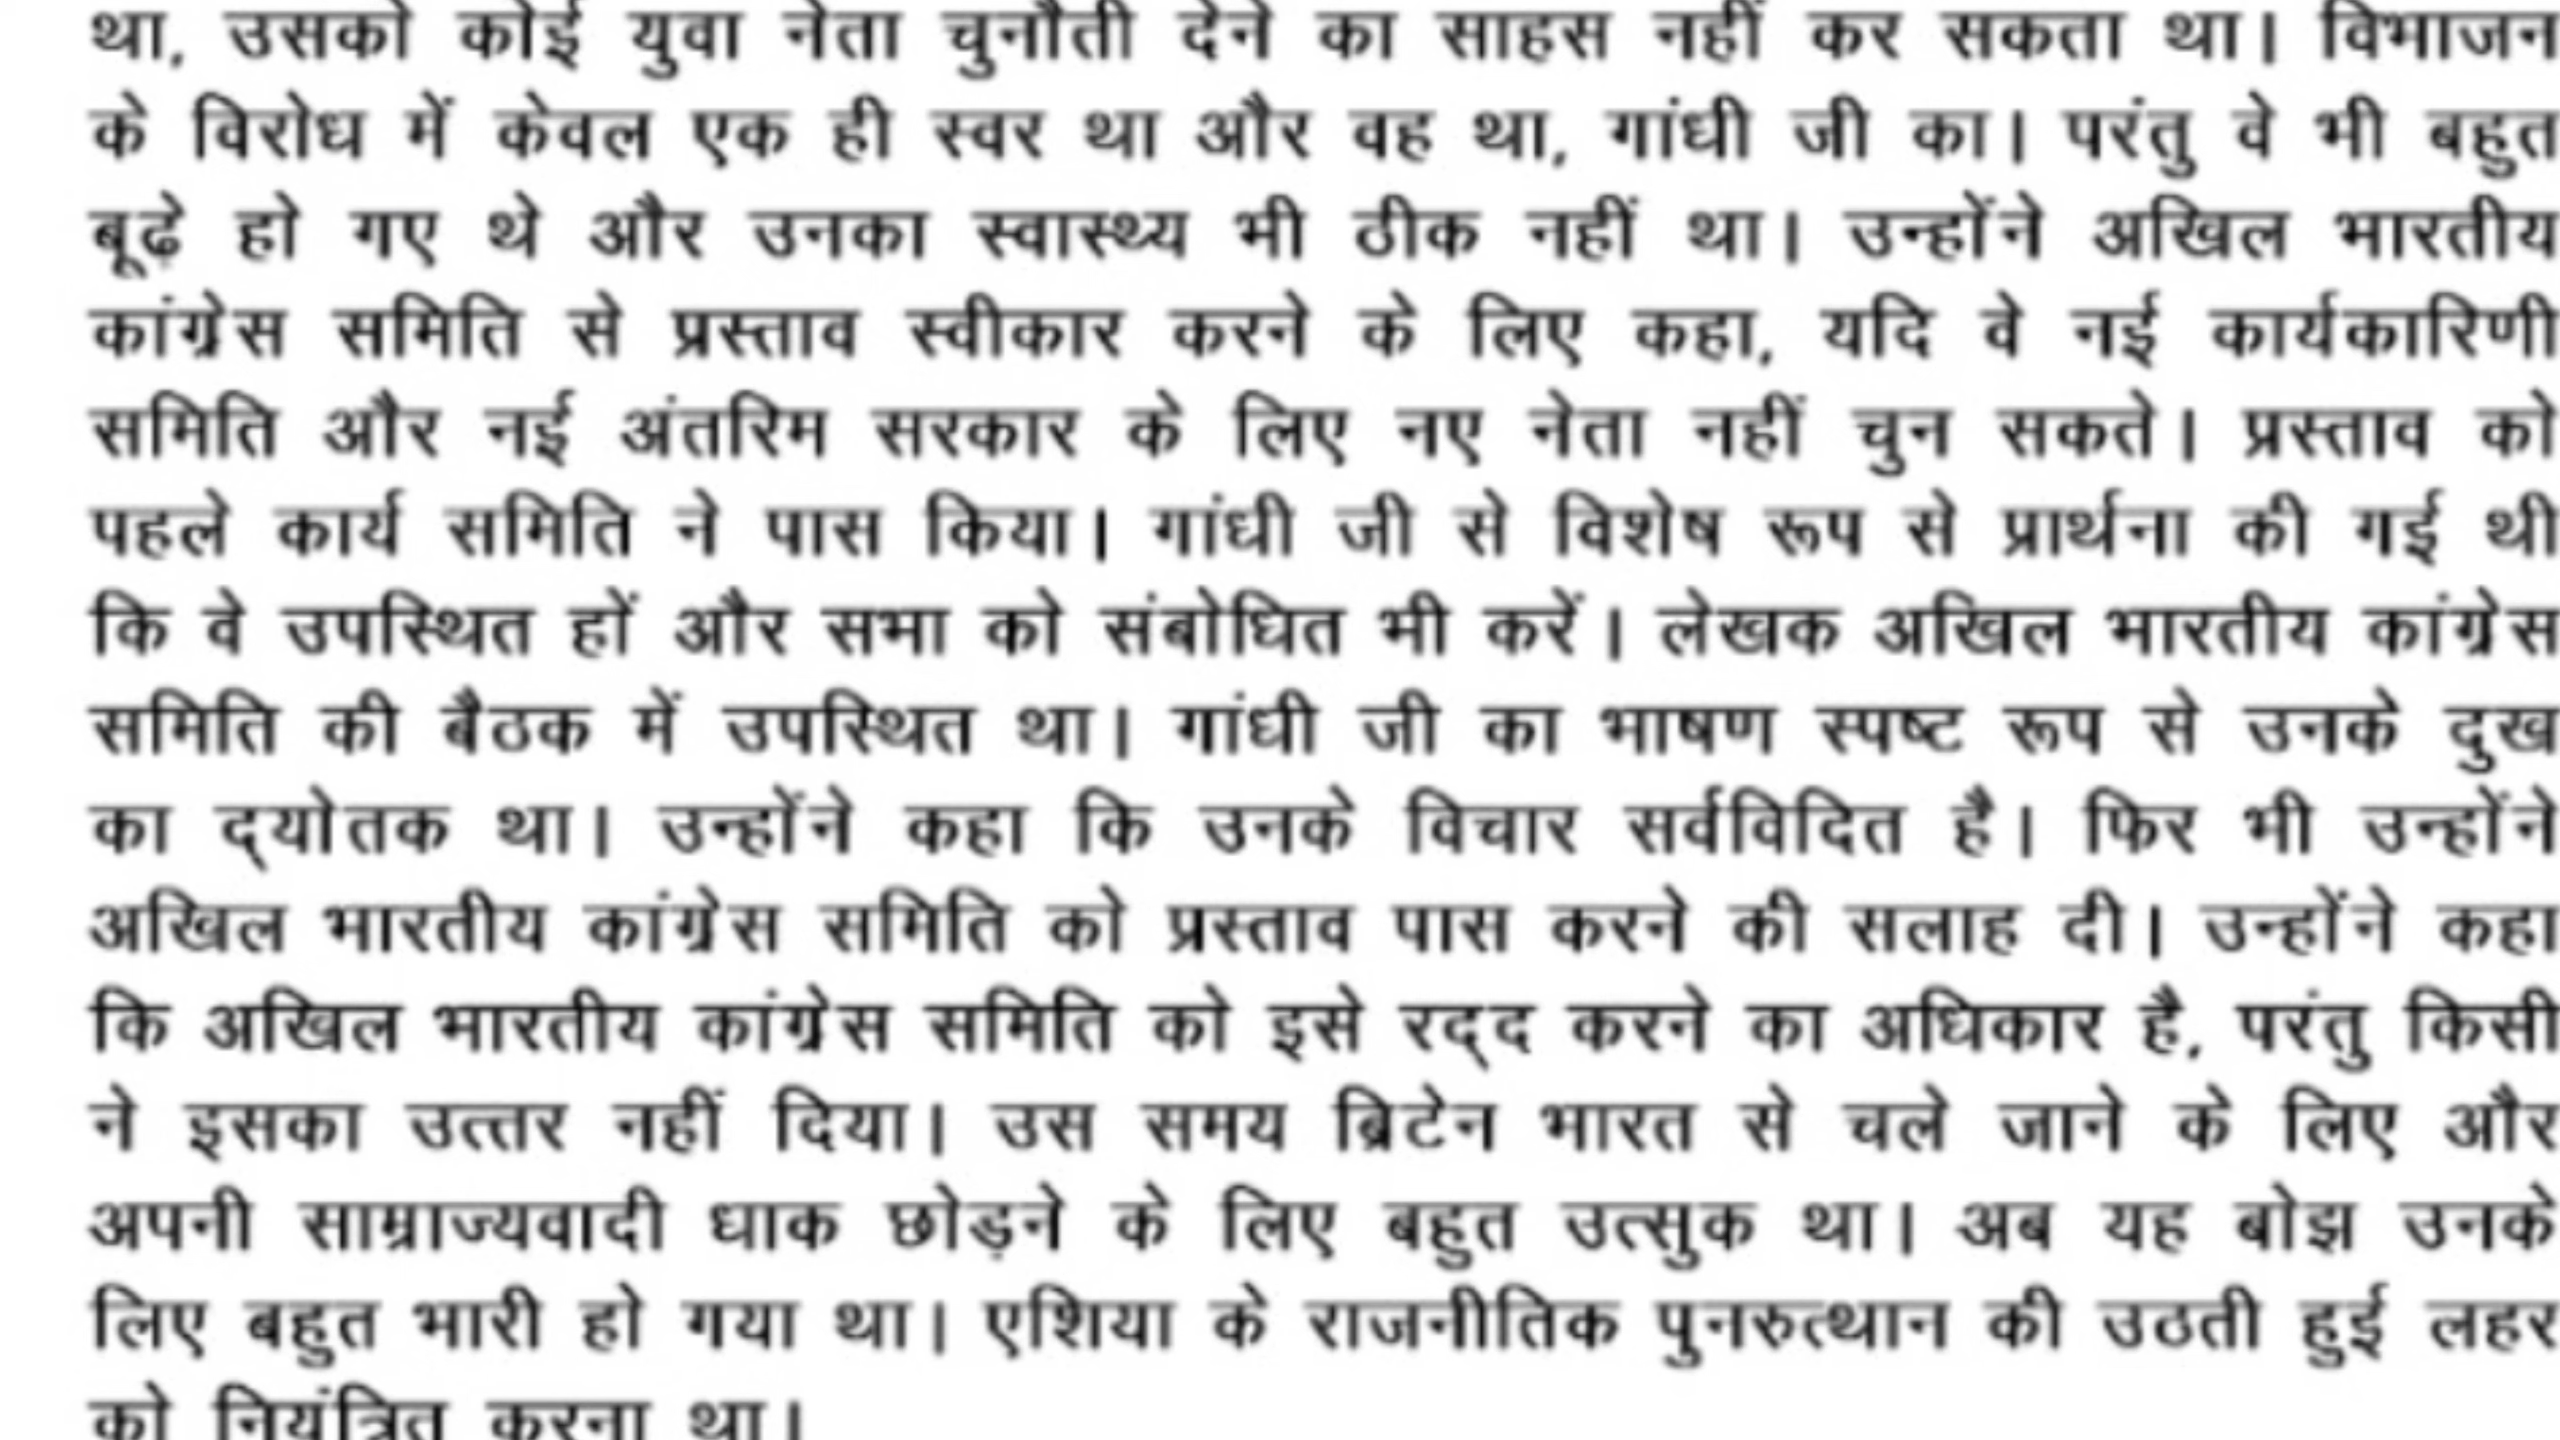 था, उसको कोई युवा नेता चुनौती देने का साहस नहीं कर सकता था। विभाजन
के विरोध में केवल एक ही स्वर था और वह था, गांधी जी का। परंतु वे भी बहुत
बूढ़े हो गए थे और उनका स्वास्थ्य भी ठीक नहीं था। उन्होंने अखिल भारतीय
कांग्रेस समिति से प्रस्ताव स्वीकार करने के लिए कहा, यदि वे नई कार्यकारिणी
समिति और नई अंतरिम सरकार के लिए नए नेता नहीं चुन सकते। प्रस्ताव को
पहले कार्य समिति ने पास किया। गांधी जी से विशेष रूप से प्रार्थना की गई थी
कि वे उपस्थित हों और सभा को संबोधित भी करें। लेखक अखिल भारतीय कांग्रेस
समिति की बैठक में उपस्थित था। गांधी जी का भाषण स्पष्ट रूप से उनके दुख
का द्‌योतक था। उन्होंने कहा कि उनके विचार सर्वविदित है। फिर भी उन्होंने
अखिल भारतीय कांग्रेस समिति को प्रस्ताव पास करने की सलाह दी। उन्होंने कहा
कि अखिल भारतीय कांग्रेस समिति को इसे रद्‌द करने का अधिकार है, परंतु किसी
ने इसका उत्तर नहीं दिया। उस समय ब्रिटेन भारत से चले जाने के लिए और
अपनी साम्राज्यवादी धाक छोड़ने के लिए बहुत उत्सुक था। अब यह बोझ उनके
लिए बहुत भारी हो गया था। एशिया के राजनीतिक पुनरुत्थान की उठती हुई लहर
को नियंत्रित करना था।